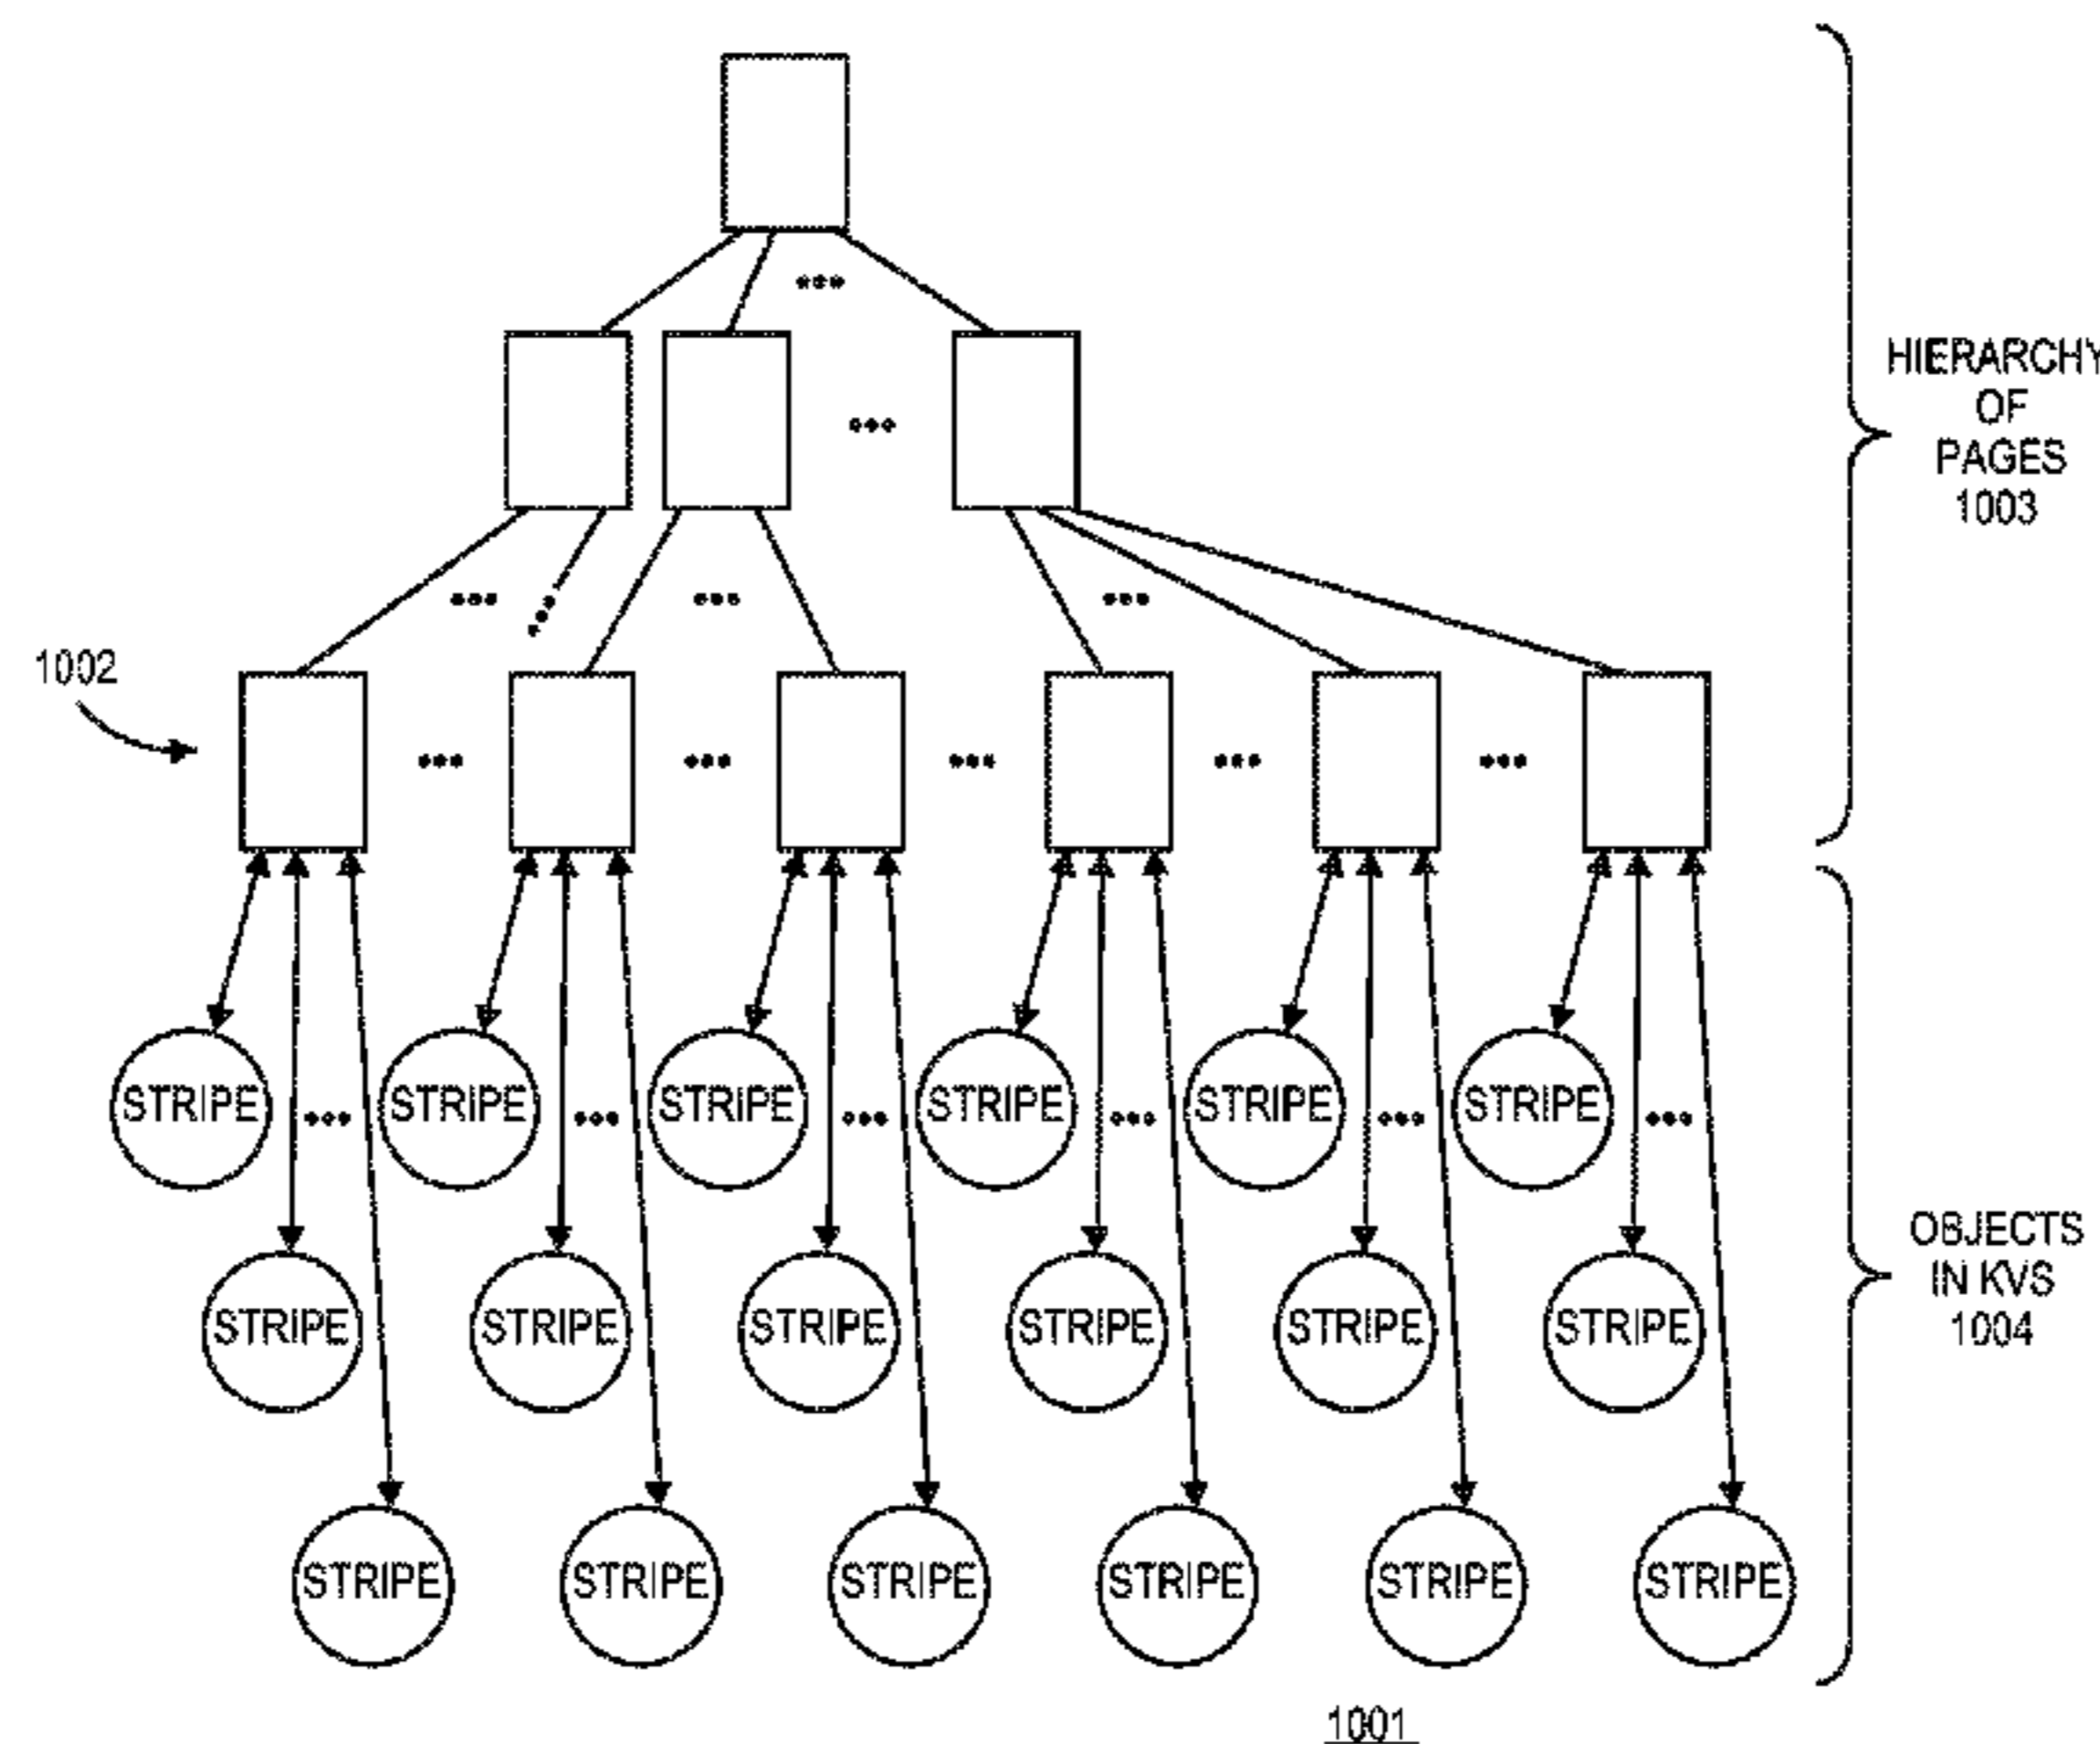 HIERARCHY
OF
PAGES
1003
1002
STRIPE STRIPE STRIPE STRIPE STRIPE STRIPE
STRIPE STRIPE STRIPE STRIPE STRIPE STRIPE
OBJECTS
IN KVS
1004
STRIPE STRIPE STRIPE STRIPE STRIPE STRIPE
1001